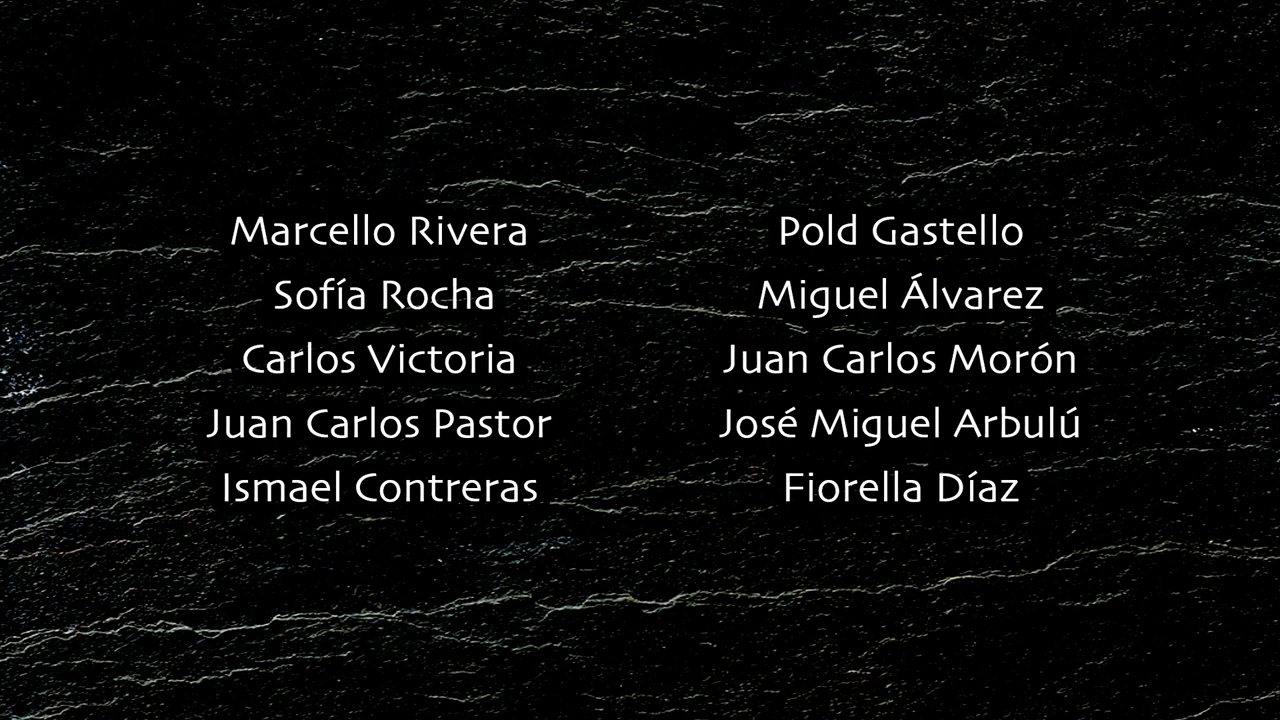 Marcello Rivera
Sofía Rocha
Carlos Victoria
Juan Carlos Pastor
Ismael Contreras
Pold Gastello
Miguel Álvarez
Juan Carlos Morón
José Miguel Arbulú
Fiorella Díaz